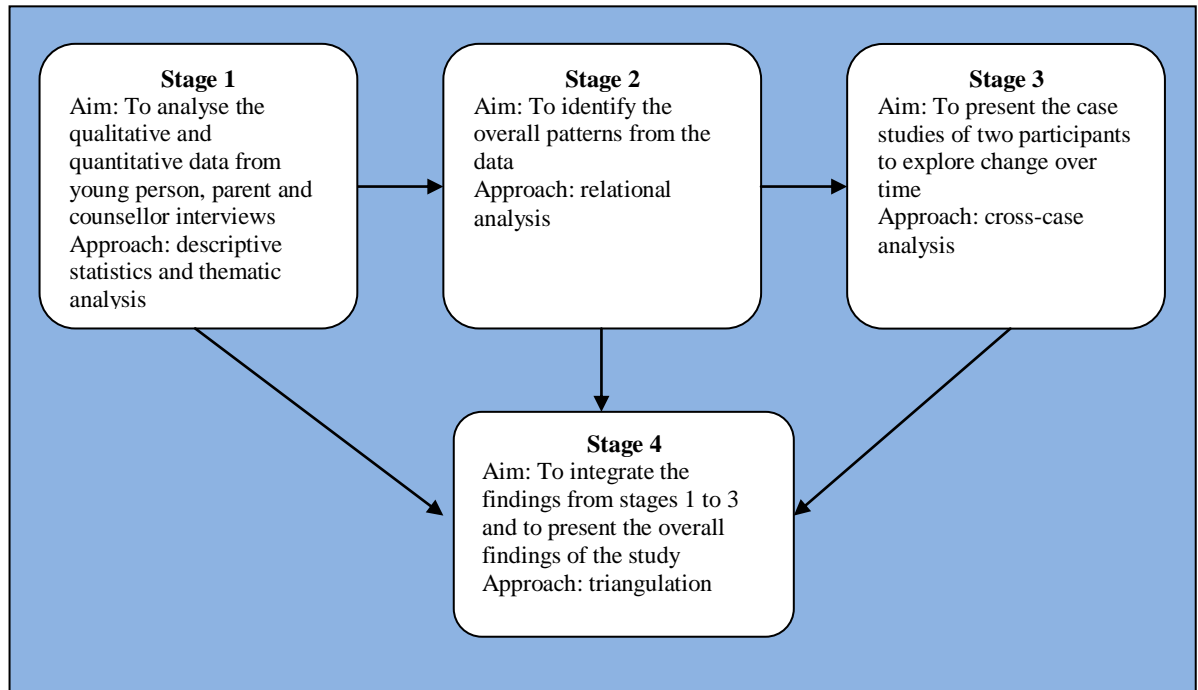 Stage 1
Aim: To analyse the
qualitative and
quantitative data from
young person, parent and
counsellor interviews
Approach: descriptive
statistics and thematic
analysis
Stage 2
Aim: To identify the
overall patterns from the
data
Approach: relational
analysis
Stage 3
Aim: To present the case
studies of two participants
to explore change over
time
Approach: cross-case
analysis
Stage 4
Aim: To integrate the
findings from stages 1 to 3
and to present the overall
findings of the study
Approach: triangulation